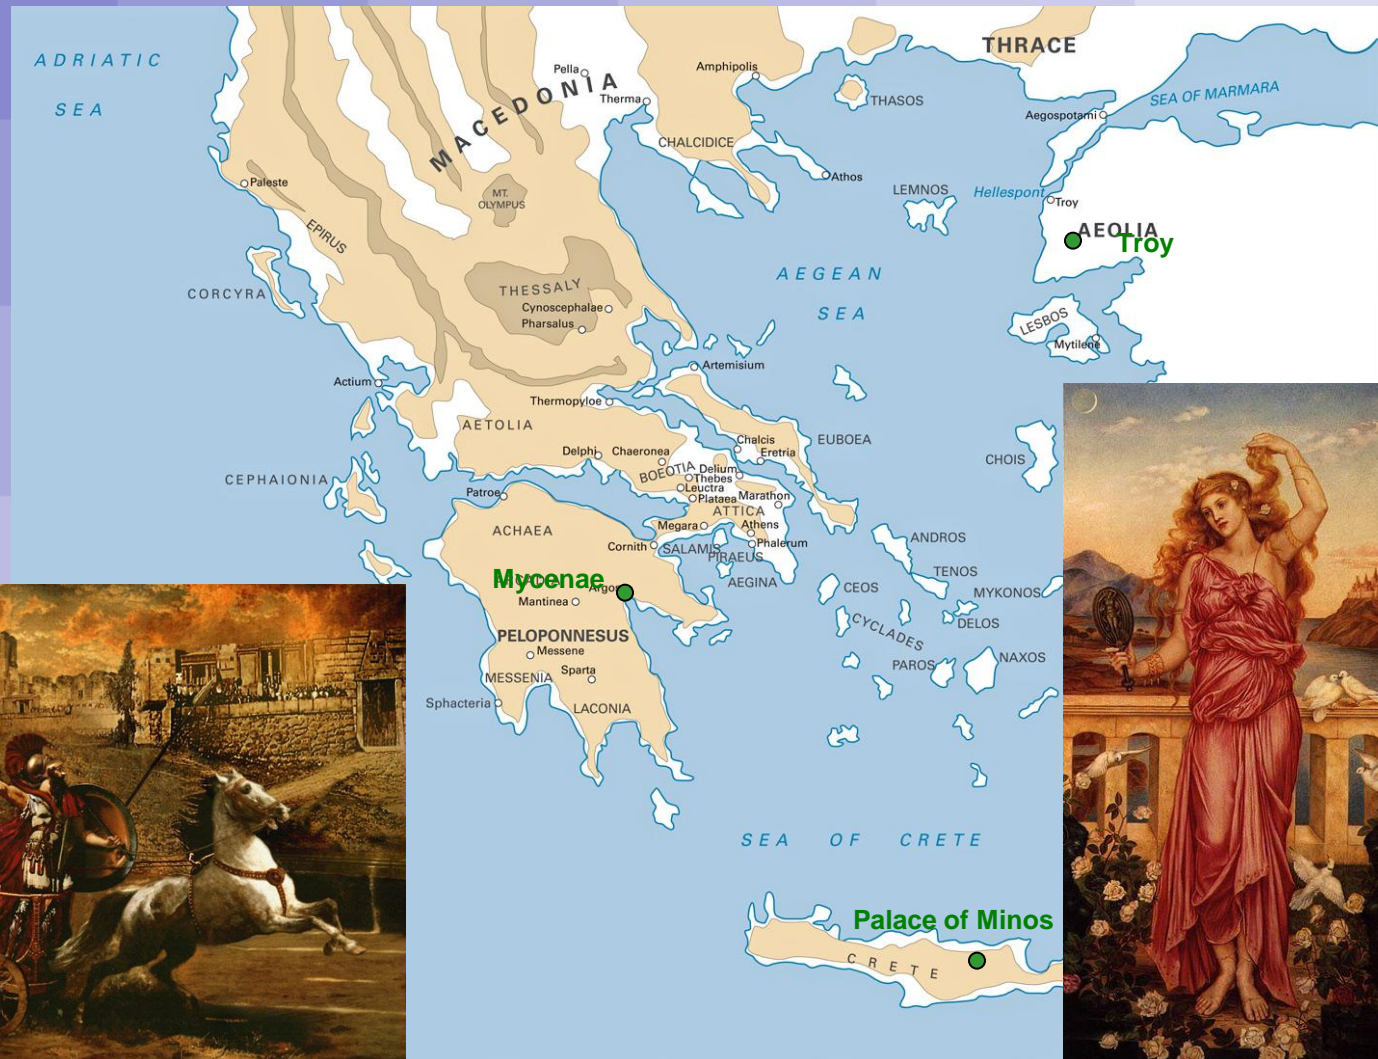 ADRIATIC
SEA
THRACE
Pella
MACEDONIA
Amphipolis
Therma
THASOS
SEA OF MARMARA
Aegospotami
CHALCIDICE
Paleste
MT.
OLYMPUS
Athos
LEMNOS
Hellespont
Troy
EPIRUS
AEOLIA
Troy
AEGEAN
SEA
CORCYRA
THESSALY
Cynoscephalae
Pharsalus
LESBOS
Mytilene
Artemisium
Actium
Thermopyloe
AETOLIA
Chalcis
EUBOEA
Delphi
Chaeronea
Eretria
CHOIS
BOEOTIA
Delium
Thebes
CEPHAIONIA
Leuctra
Patroe
Plataea
Marathon
ATTICA
ACHAEA
Megara
Athens
Cornith
SALAMIS
Phalerum
PIRAEUS
ANDROS
TENOS
Mycenae
ARCADIA
Argos
AEGINA
CEOS
MYKONOS
Mantinea
DELOS
CYCLADES
PELOPONNESUS
Messene
PAROS
NAXOS
MESSENIA
Sparta
Sphacteria
LACONIA
SEA OF CRETE
Palace of Minos
CRETE